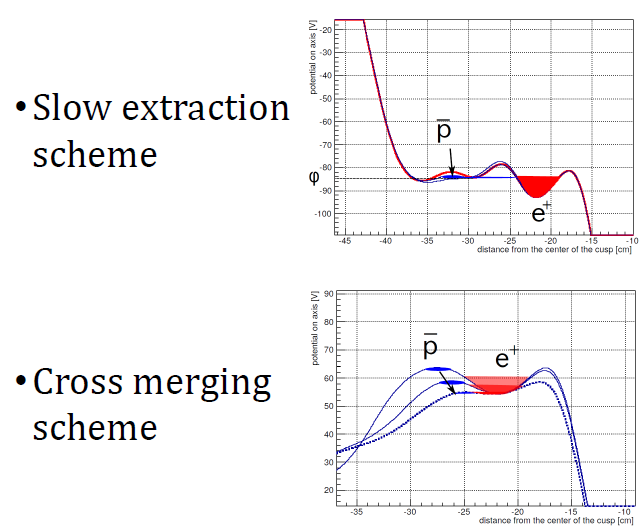 • Slow extraction
scheme
potential on axis [V]
-20
-30
-40
-50
-60
-70
-80
-90
-100
φ
p̅
e⁺
-45
-40
-35
-30
-25
-20
-15
-10
distance from the center of the cusp [cm]
• Cross merging
scheme
potential on axis [V]
90
80
70
60
50
40
30
20
p̅
e⁺
-35
-30
-25
-20
-15
-10
distance from the center of the cusp [cm]